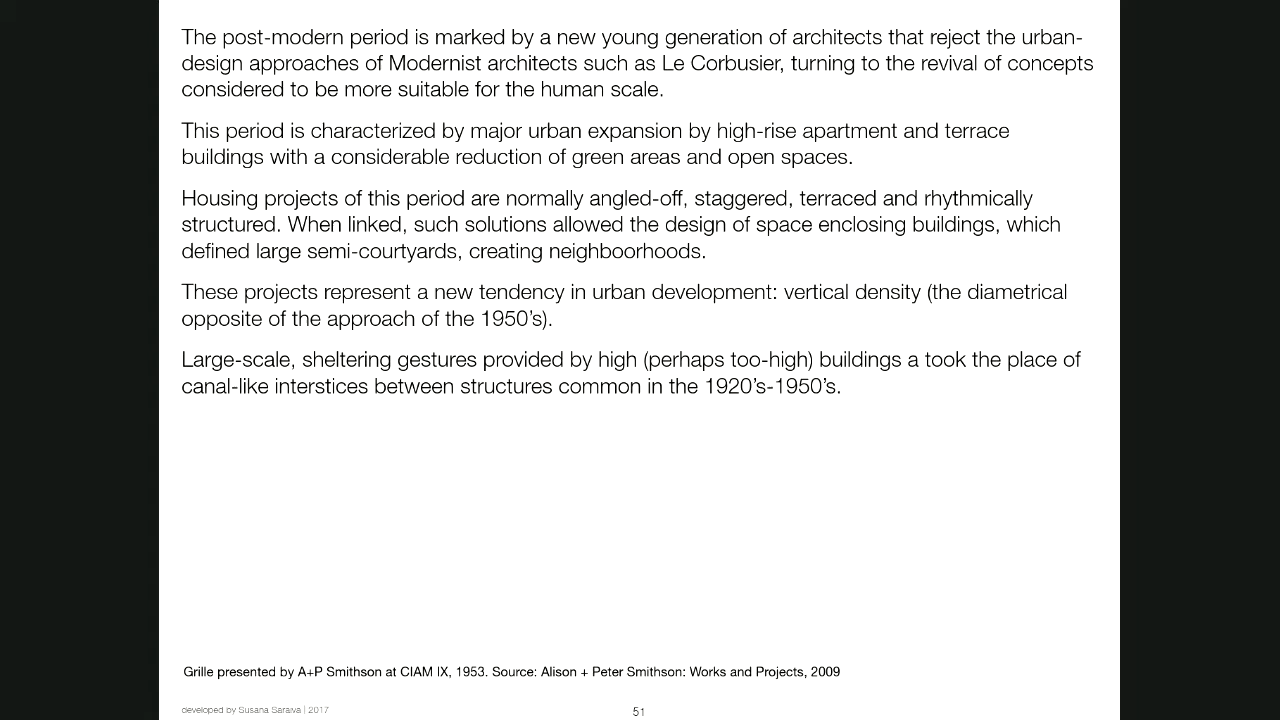 The post-modern period is marked by a new young generation of architects that reject the urban-
design approaches of Modernist architects such as Le Corbusier, turning to the revival of concepts
considered to be more suitable for the human scale.
This period is characterized by major urban expansion by high-rise apartment and terrace
buildings with a considerable reduction of green areas and open spaces.
Housing projects of this period are normally angled-off, staggered, terraced and rhythmically
structured. When linked, such solutions allowed the design of space enclosing buildings, which
defined large semi-courtyards, creating neighboorhoods.
These projects represent a new tendency in urban development: vertical density (the diametrical
opposite of the approach of the 1950's).
Large-scale, sheltering gestures provided by high (perhaps too-high) buildings a took the place of
canal-like interstices between structures common in the 1920's-1950's.
Grille presented by A+P Smithson at CIAM IX, 1953. Source: Alison + Peter Smithson: Works and Projects, 2009
developed by Susana Saraiva | 2017
51